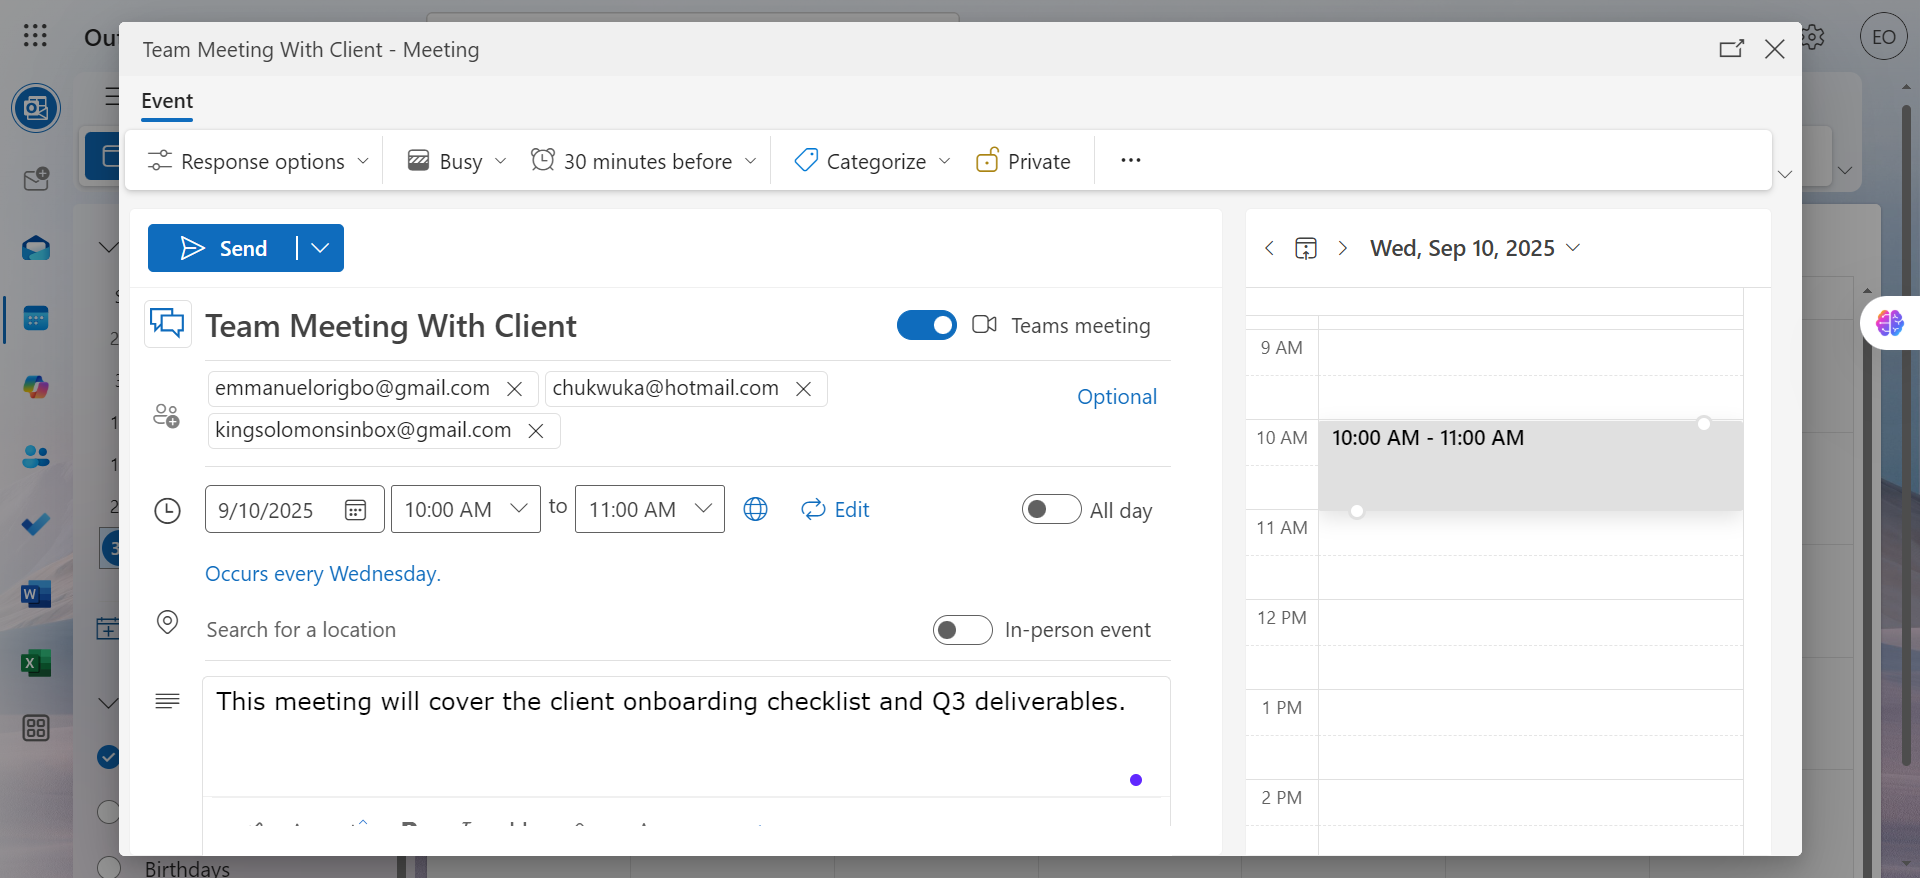 Out
EO
Team Meeting With Client - Meeting
Event
Response options
Busy
30 minutes before
Categorize
Private
Send
Wed, Sep 10, 2025
Team Meeting With Client
Teams meeting
emmanuelorigbo@gmail.com
chukwuka@hotmail.com
Optional
kingsolomonsinbox@gmail.com
9/10/2025
10:00 AM
to
11:00 AM
Edit
All day
Occurs every Wednesday.
Search for a location
In-person event
This meeting will cover the client onboarding checklist and Q3 deliverables.
9 AM
10 AM
10:00 AM - 11:00 AM
11 AM
12 PM
1 PM
2 PM
Birthdays